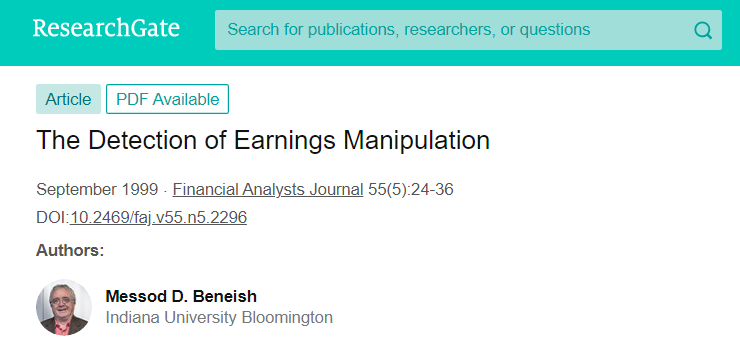 ResearchGate
Search for publications, researchers, or questions
Article
PDF Available
The Detection of Earnings Manipulation
September 1999 · Financial Analysts Journal 55(5):24-36
DOI:10.2469/faj.v55.n5.2296
Authors:
Messod D. Beneish
Indiana University Bloomington